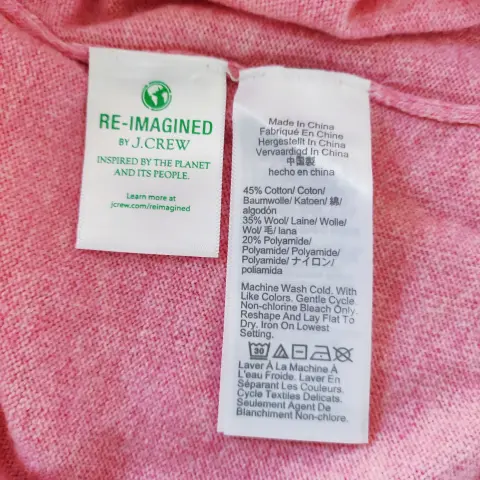 RE-IMAGINED
BY J.CREW
INSPIRED BY THE PLANET
AND ITS PEOPLE.
Learn more at
jcrew.com/reimagined
Made In China
Fabriqué En Chine
Hergestellt In China
Vervaardigd In China
中国製
hecho en china
45% Cotton/ Coton/
Baumwolle/ Katoen/ 綿/
algodón
35% Wool/ Laine/ Wolle/
Wol/ 毛/ lana
20% Polyamide/
Polyamide/ Polyamide/
Polyamide/ ナイロン/
poliamida
Machine Wash Cold. With
Like Colors. Gentle Cycle
Non-chlorine Bleach Only.
Reshape And Lay Flat To
Dry. Iron On Lowest
Setting.
30
Laver À La Machine À
L'eau Froide. Laver En
Séparant Les Couleurs.
Cycle Textiles Delicats.
Seulement Agent De
Blanchiment Non-chlore.